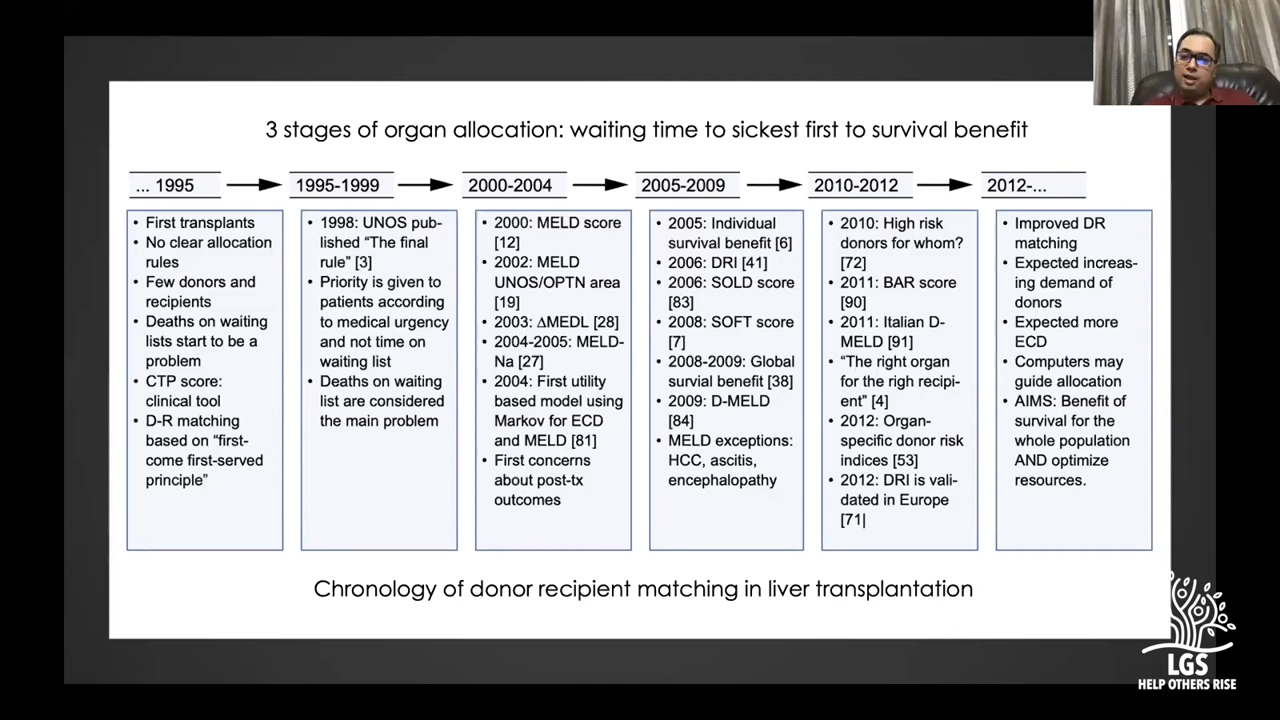 3 stages of organ allocation: waiting time to sickest first to survival benefit
... 1995
1995-1999
2000-2004
2005-2009
2010-2012
2012-...
• First transplants
• No clear allocation
rules
• Few donors and
recipients
• Deaths on waiting
lists start to be a
problem
• CTP score:
clinical tool
• D-R matching
based on “first-
come first-served
principle”
• 1998: UNOS pub-
lished “The final
rule” [3]
• Priority is given to
patients according
to medical urgency
and not time on
waiting list
• Deaths on waiting
list are considered
the main problem
• 2000: MELD score
[12]
• 2002: MELD
UNOS/OPTN area
[19]
• 2003: ΔMEDL [28]
• 2004-2005: MELD-
Na [27]
• 2004: First utility
based model using
Markov for ECD
and MELD [81]
• First concerns
about post-tx
outcomes
• 2005: Individual
survival benefit [6]
• 2006: DRI [41]
• 2006: SOLD score
[83]
• 2008: SOFT score
[7]
• 2008-2009: Global
survial benefit [38]
• 2009: D-MELD
[84]
• MELD exceptions:
HCC, ascitis,
encephalopathy
• 2010: High risk
donors for whom?
[72]
• 2011: BAR score
[90]
• 2011: Italian D-
MELD [91]
• “The right organ
for the righ recipi-
ent” [4]
• 2012: Organ-
specific donor risk
indices [53]
• 2012: DRI is vali-
dated in Europe
[71|
• Improved DR
matching
• Expected increas-
ing demand of
donors
• Expected more
ECD
• Computers may
guide allocation
• AIMS: Benefit of
survival for the
whole population
AND optimize
resources.
Chronology of donor recipient matching in liver transplantation
LGS
HELP OTHERS RISE